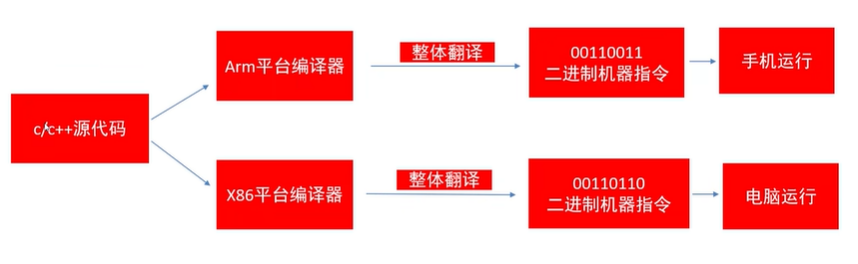 c/c++源代码
Arm平台编译器
整体翻译
00110011
二进制机器指令
手机运行
X86平台编译器
整体翻译
00110110
二进制机器指令
电脑运行